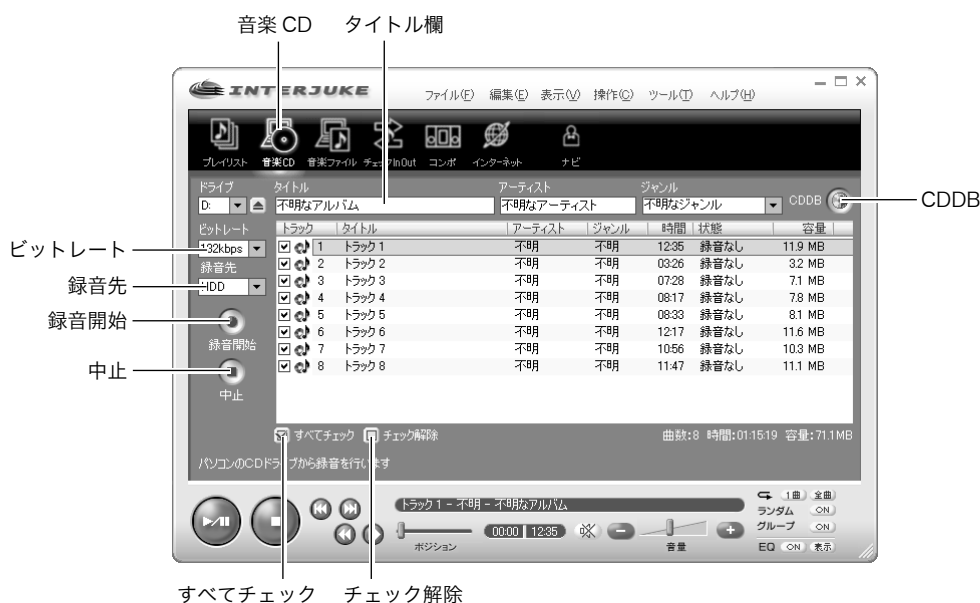 音楽 CD タイトル欄
INTERJUKE ファイル(F) 編集(E) 表示(V) 操作(C) ツール(T) ヘルプ(H)
プレイリスト 音楽CD 音楽ファイル チェックIn Out コンポ インターネット ナビ
ドライブ タイトル アーティスト ジャンル
D: 不明なアルバム 不明なアーティスト 不明なジャンル CDDB
CDDB
ビットレート トラック タイトル アーティスト ジャンル 時間 状態 容量
ビットレート
132kbps 1 トラック 1 不明 不明 12:35 録音なし 11.9 MB
録音先 2 トラック 2 不明 不明 03:26 録音なし 3.2 MB
録音先
HDD 3 トラック 3 不明 不明 07:28 録音なし 7.1 MB
4 トラック 4 不明 不明 08:17 録音なし 7.8 MB
録音開始
5 トラック 5 不明 不明 08:33 録音なし 8.1 MB
6 トラック 6 不明 不明 12:17 録音なし 11.6 MB
録音開始 7 トラック 7 不明 不明 10:56 録音なし 10.3 MB
中止
8 トラック 8 不明 不明 11:47 録音なし 11.1 MB
中止
すべてチェック チェック解除 曲数:8 時間:01:15:19 容量:71.1MB
パソコンのCDドライブから録音を行います
トラック 1 - 不明 - 不明なアルバム 1曲 全曲
ランダム ON
00:00 12:35 グループ ON
ポジション 音量 EQ ON 表示
すべてチェック チェック解除